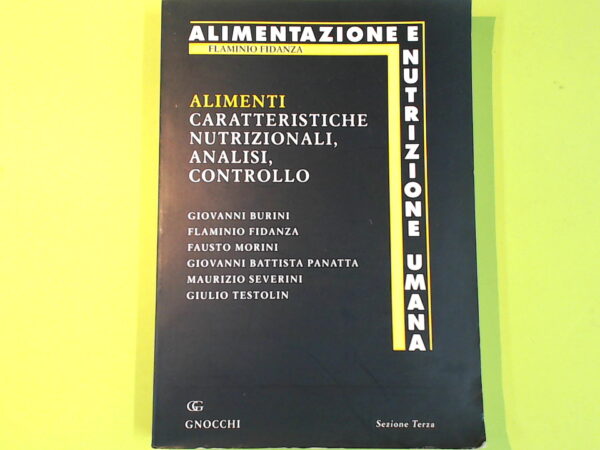 ALIMENTAZIONE E
NUTRIZIONE UMANA
FLAMINIO FIDANZA
ALIMENTI
CARATTERISTICHE
NUTRIZIONALI,
ANALISI,
CONTROLLO
GIOVANNI BURINI
FLAMINIO FIDANZA
FAUSTO MORINI
GIOVANNI BATTISTA PANATTA
MAURIZIO SEVERINI
GIULIO TESTOLIN
GG
GNOCCHI
Sezione Terza